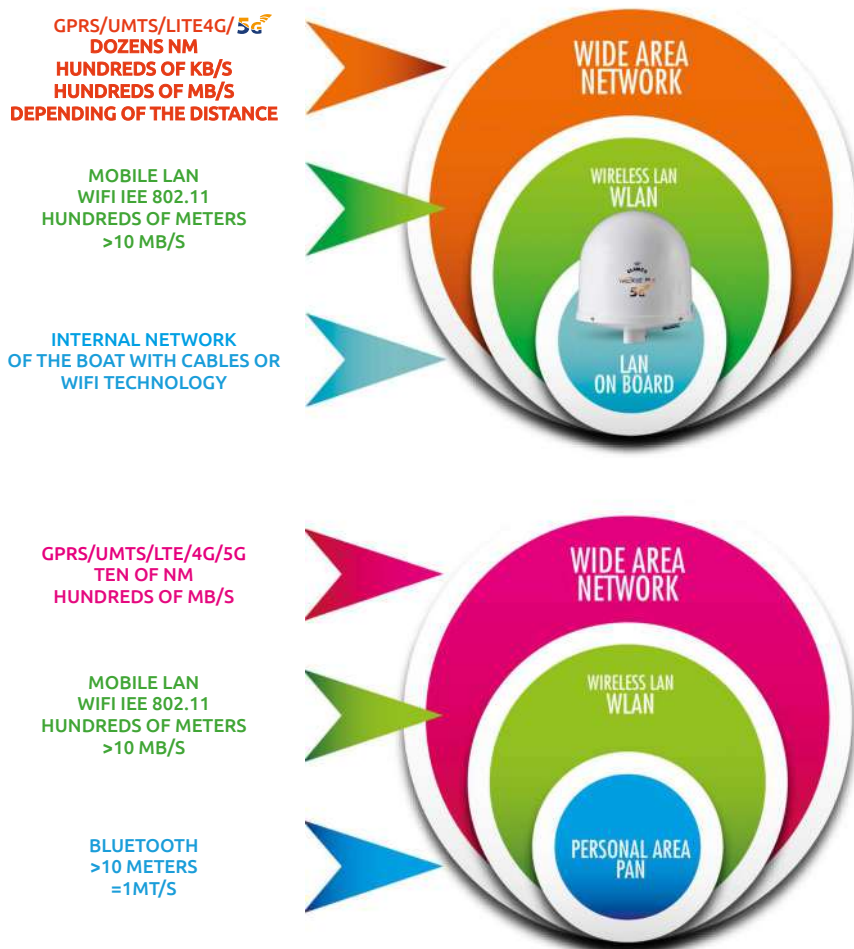 GPRS/UMTS/LITE4G/5G
DOZENS NM
HUNDREDS OF KB/S
HUNDREDS OF MB/S
DEPENDING OF THE DISTANCE
WIDE AREA
NETWORK
MOBILE LAN
WIFI IEE 802.11
HUNDREDS OF METERS
>10 MB/S
WIRELESS LAN
WLAN
5G
INTERNAL NETWORK
OF THE BOAT WITH CABLES OR
WIFI TECHNOLOGY
LAN
ON BOARD
GPRS/UMTS/LTE/4G/5G
TEN OF NM
HUNDREDS OF MB/S
WIDE AREA
NETWORK
MOBILE LAN
WIFI IEE 802.11
HUNDREDS OF METERS
>10 MB/S
WIRELESS LAN
WLAN
BLUETOOTH
>10 METERS
=1MT/S
PERSONAL AREA
PAN